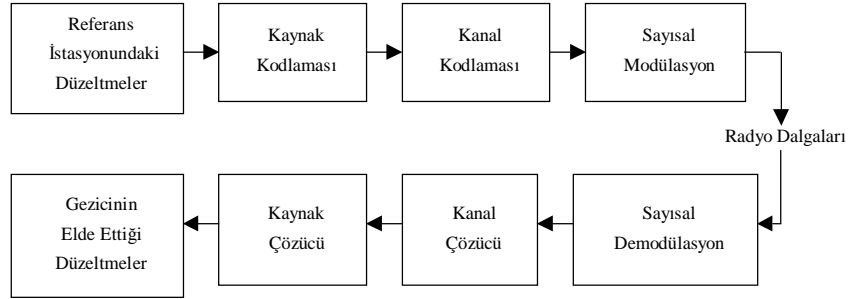 Referans
İstasyonundaki
Düzeltmeler
Kaynak
Kodlaması
Kanal
Kodlaması
Sayısal
Modülasyon
Radyo Dalgaları
Sayısal
Demodülasyon
Kanal
Çözücü
Kaynak
Çözücü
Gezicinin
Elde Ettiği
Düzeltmeler